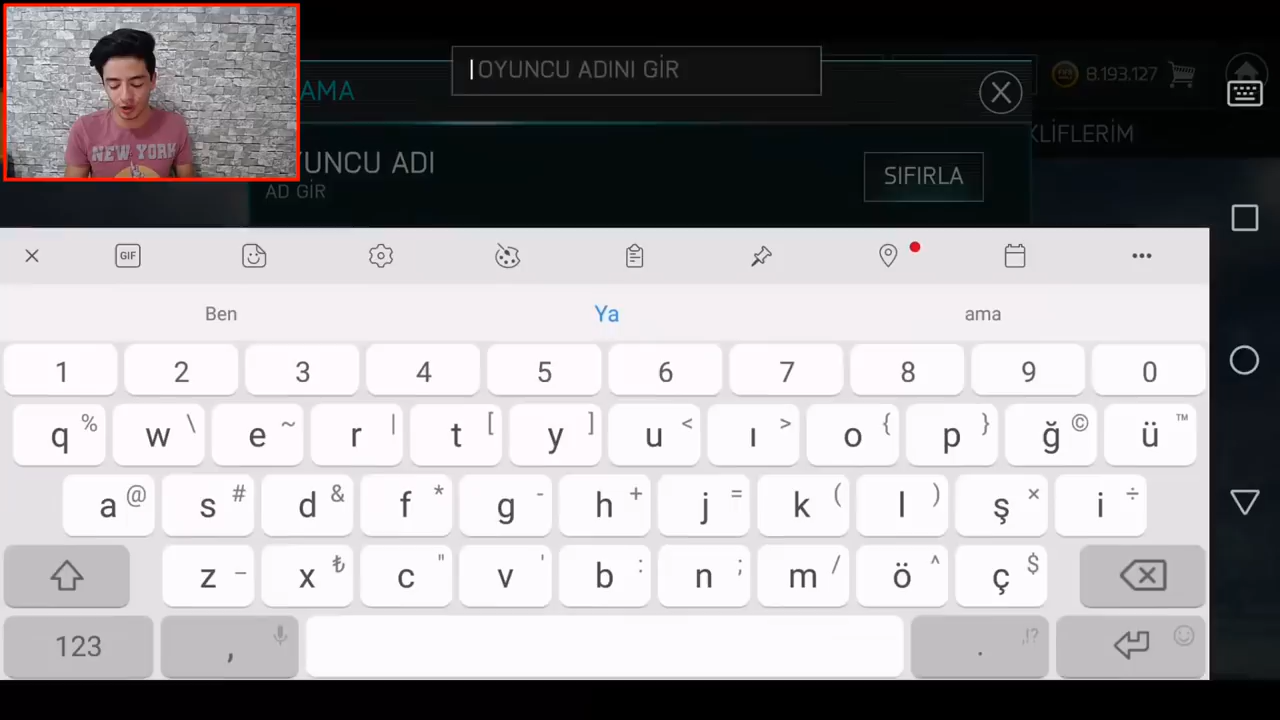 OYUNCU ADINI GİR
AMA
8.193.127
KLİFLERİM
YUNCU ADI
AD GİR
SIFIRLA
NEW YORK
GIF
Ben Ya ama
1 2 3 4 5 6 7 8 9 0
q % w \ e ~ r | t [ y ] u < ı > o { p } ğ © ü ™
a @ s # d & f * g - h + j = k ( l ) ş × i ÷
z _ x ₺ c " v ' b : n ; m / ö ^ ç $
123 , . ,!?